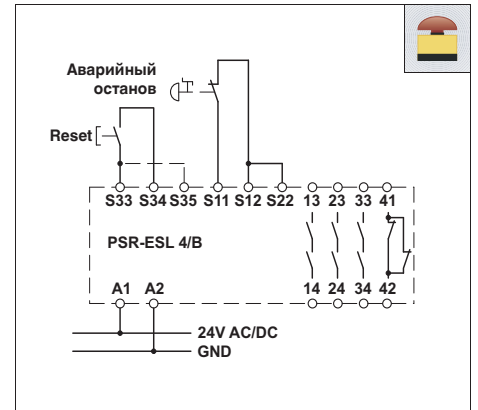 Аварийный
останов
Reset
S33 S34 S35 S11 S12 S22 13 23 33 41
PSR-ESL 4/B
14 24 34 42
A1 A2
24V AC/DC
GND